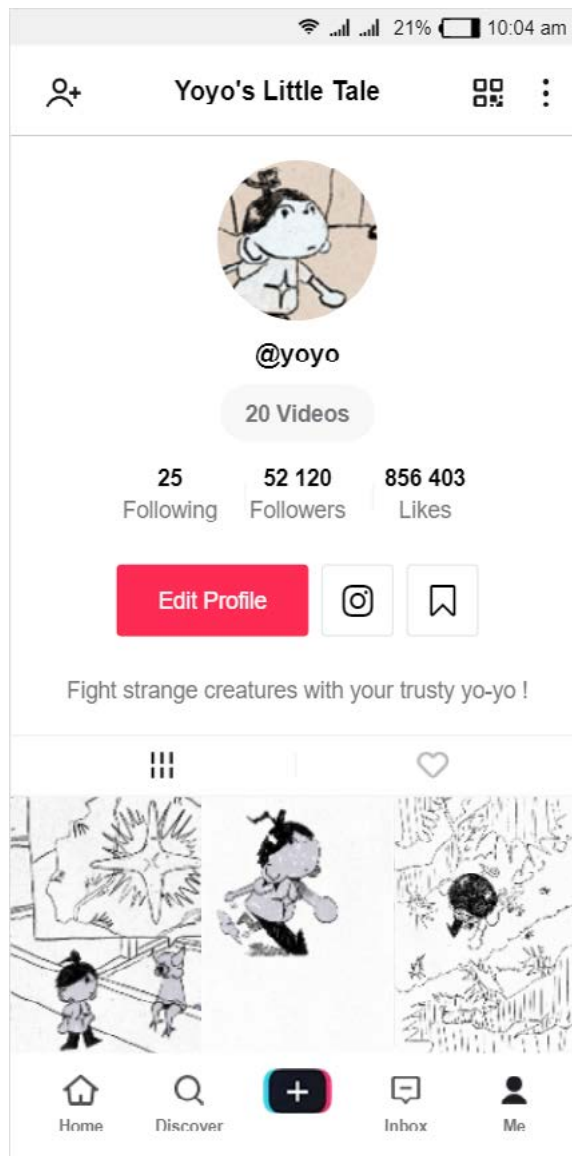 21% 10:04 am
Yoyo's Little Tale
@yoyo
20 Videos
25 52 120 856 403
Following Followers Likes
Edit Profile
Fight strange creatures with your trusty yo-yo !
Home Discover Inbox Me